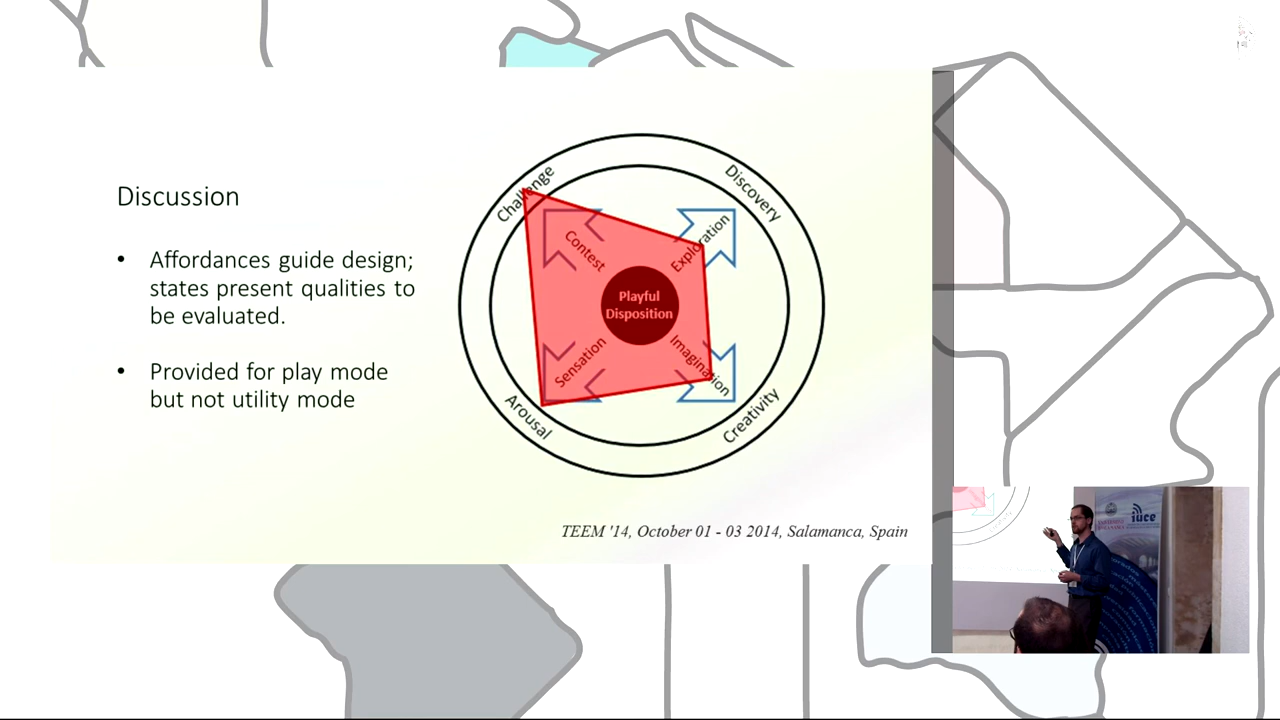 Discussion
• Affordances guide design;
states present qualities to
be evaluated.
• Provided for play mode
but not utility mode
Challenge
Discovery
Contest
Exploration
Playful
Disposition
Sensation
Imagination
Arousal
Creativity
TEEM '14, October 01 - 03 2014, Salamanca, Spain
iuce